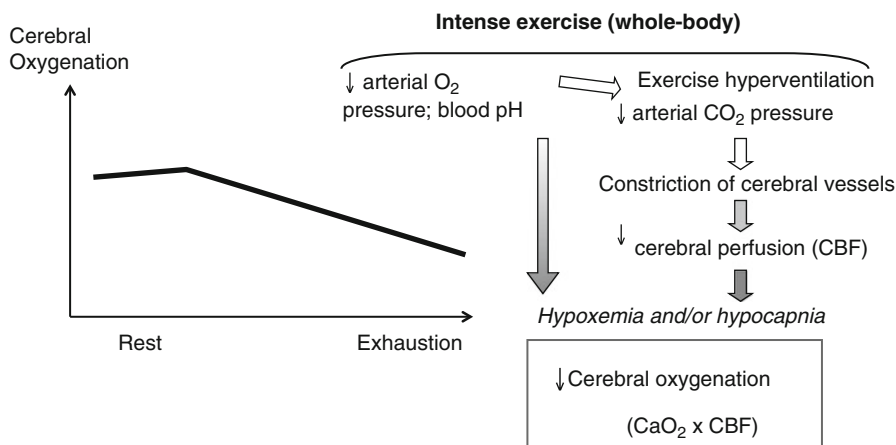 Intense exercise (whole-body)
Cerebral
Oxygenation
↓ arterial O₂
pressure; blood pH
Exercise hyperventilation
↓ arterial CO₂ pressure
Constriction of cerebral vessels
↓ cerebral perfusion (CBF)
Hypoxemia and/or hypocapnia
Rest
Exhaustion
↓Cerebral oxygenation
(CaO₂ x CBF)